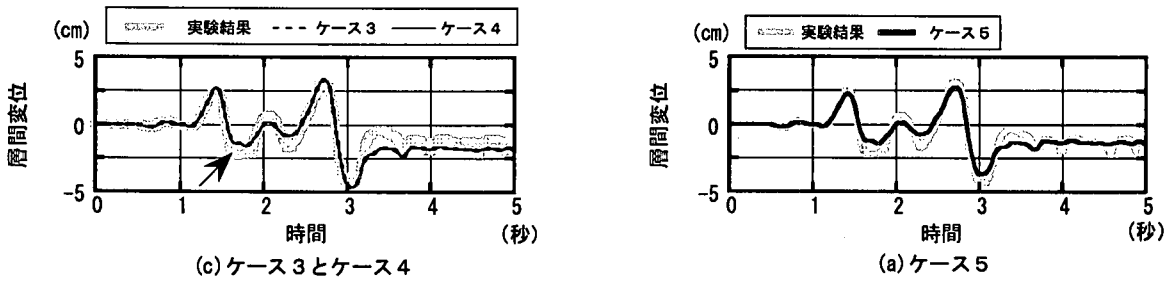 (cm) 実験結果 ケース3 ケース4
5
0
-5
層間変位
0 1 2 3 4 5
時間 (秒)
(c)ケース3とケース4
(cm) 実験結果 ケース5
5
0
-5
層間変位
0 1 2 3 4 5
時間 (秒)
(a)ケース5